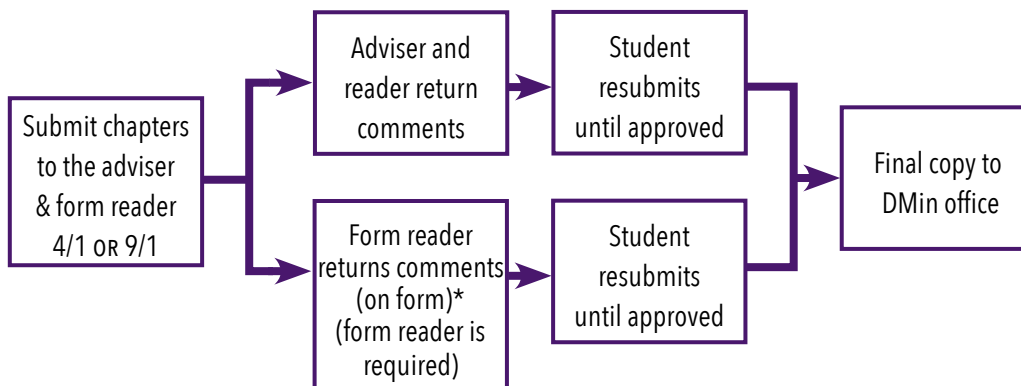 Submit chapters
to the adviser
& form reader
4/1 OR 9/1
Adviser and
reader return
comments
Student
resubmits
until approved
Form reader
returns comments
(on form)*
(form reader is
required)
Student
resubmits
until approved
Final copy to
DMin office